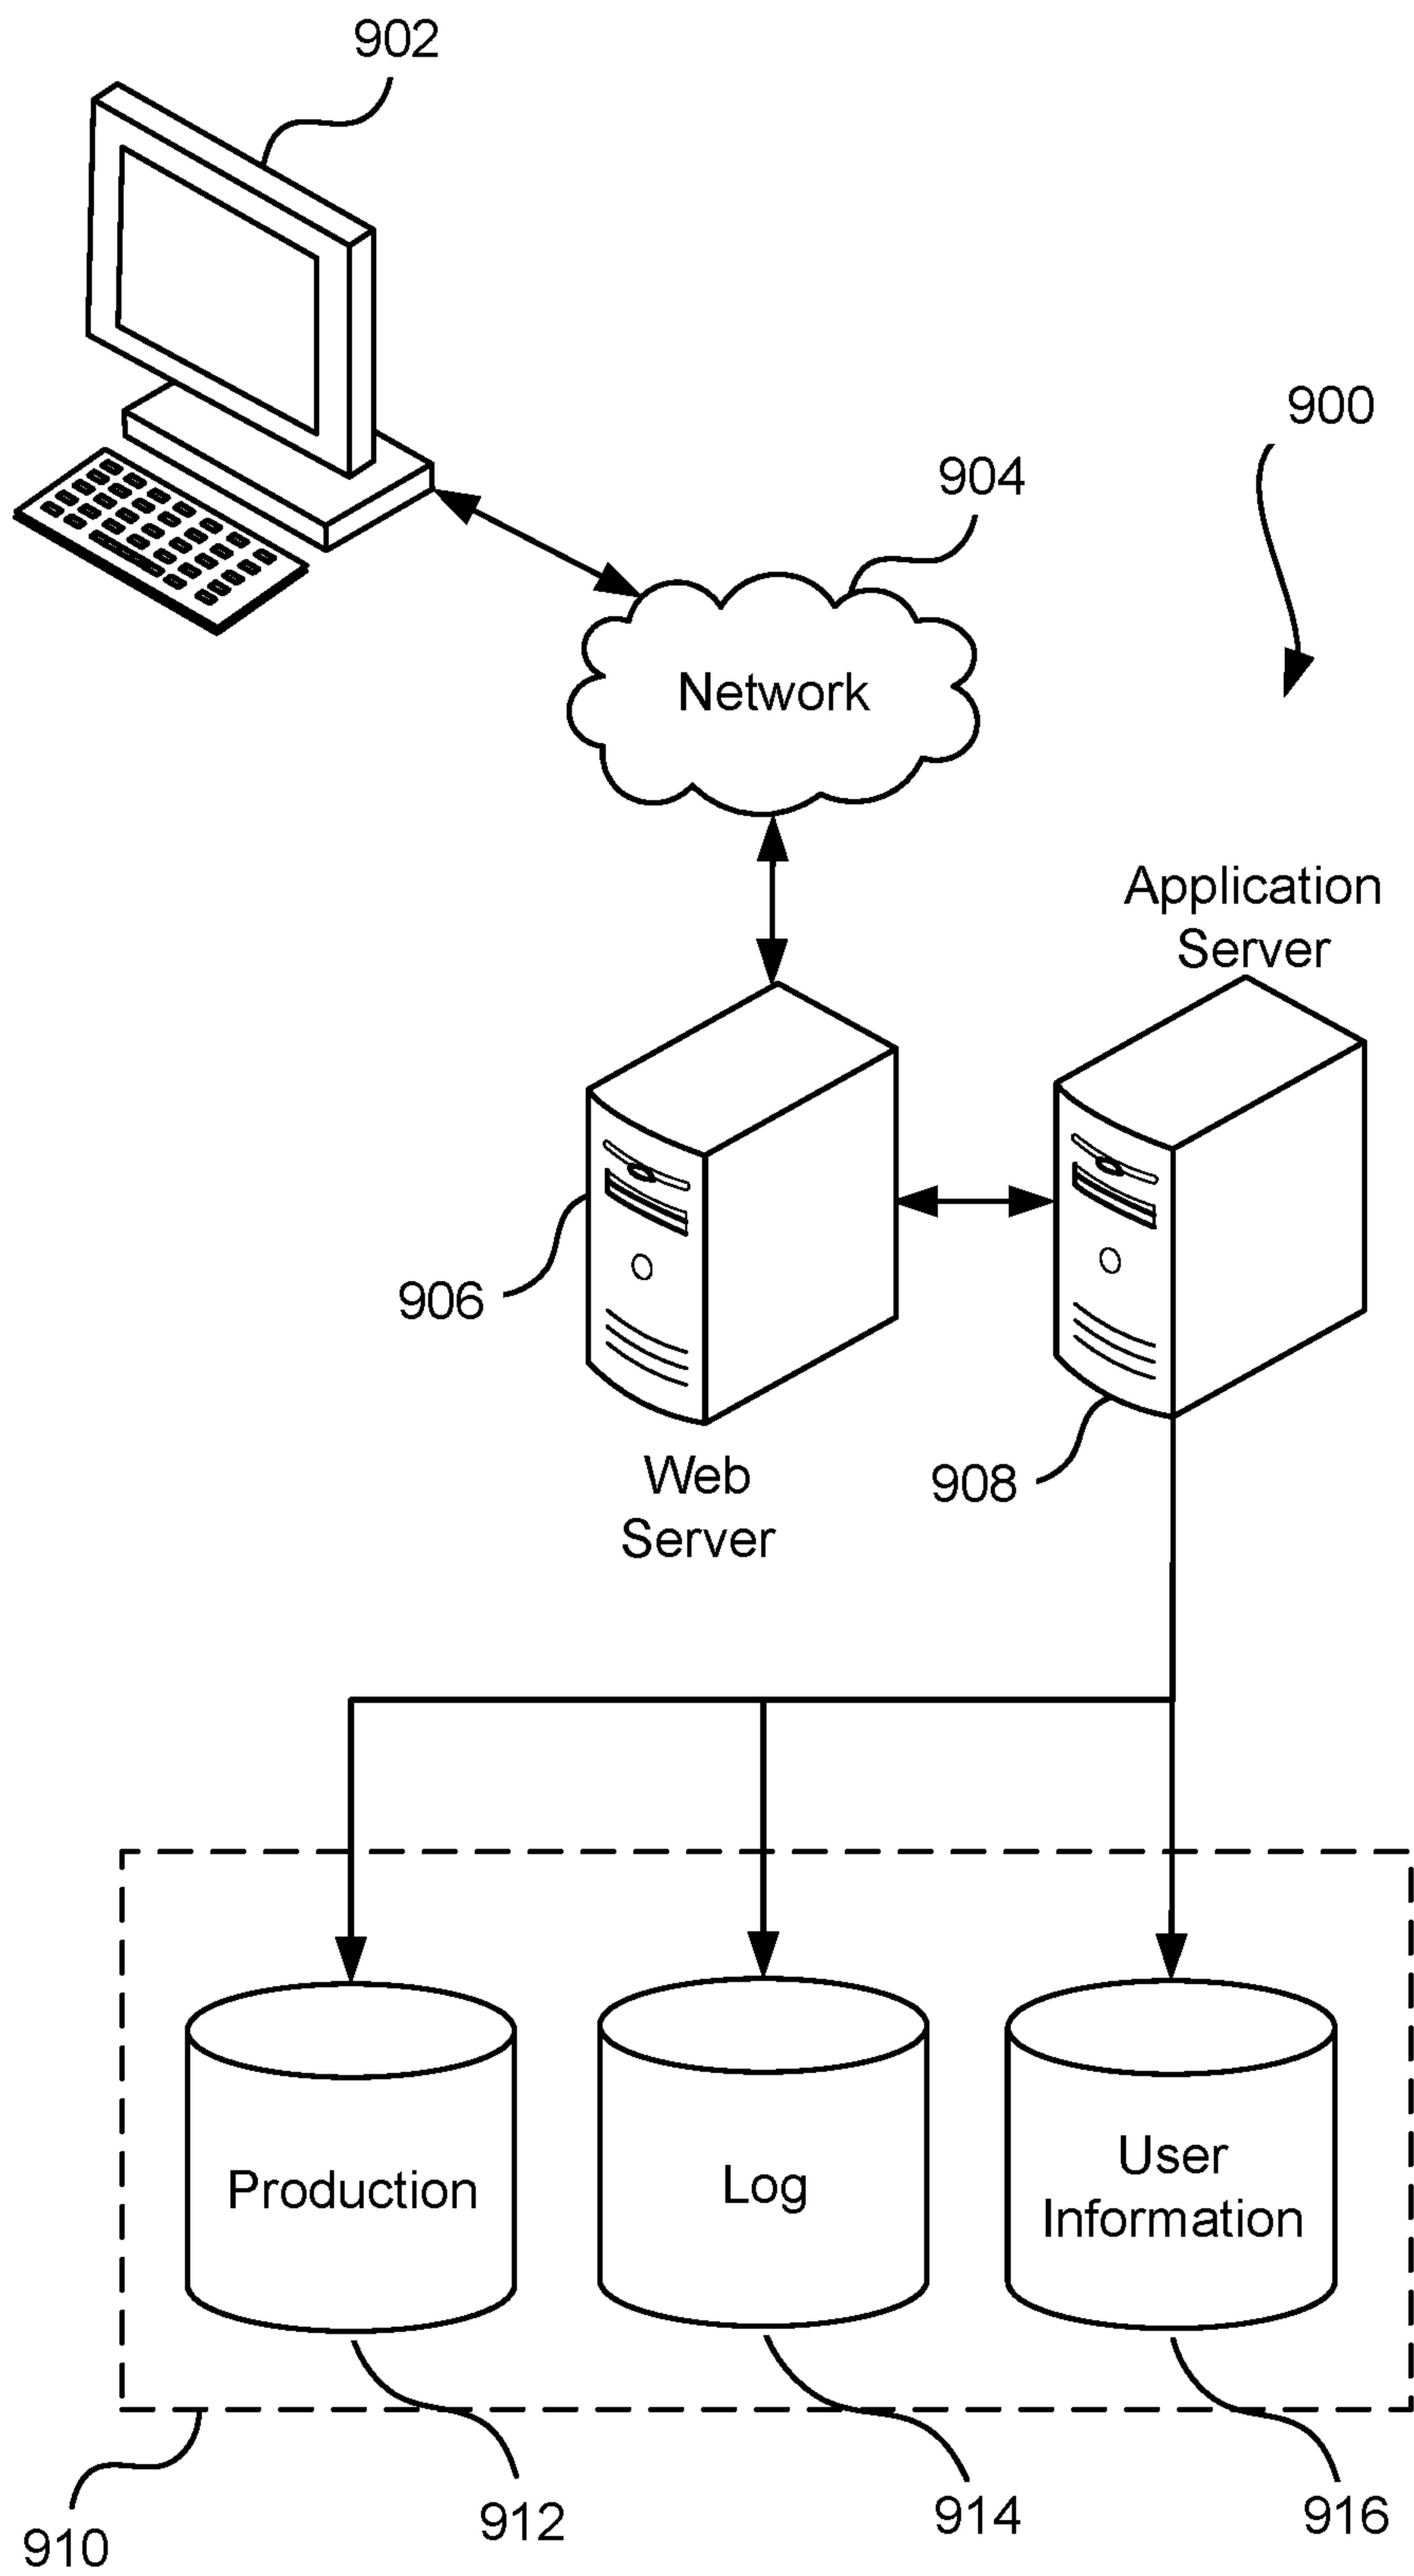 902
900
904
Network
Application
Server
906
908
Web
Server
Production
Log
User
Information
910
912
914
916